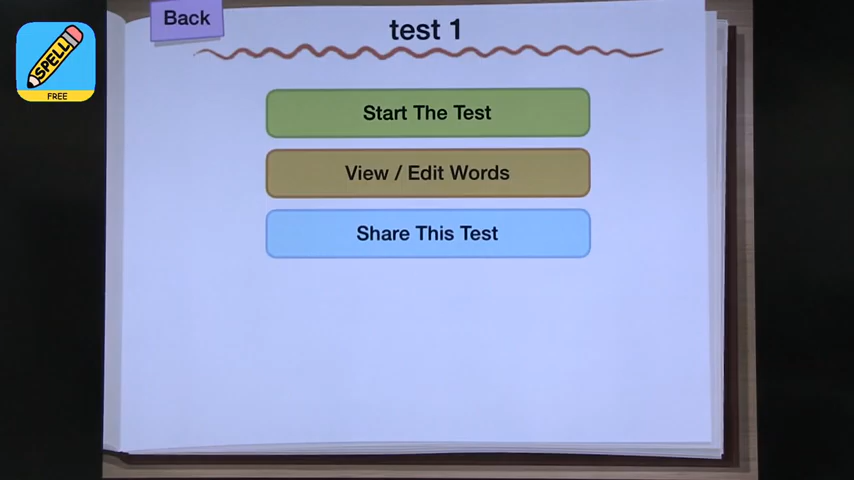 Back
test 1
SPELL
FREE
Start The Test
View / Edit Words
Share This Test